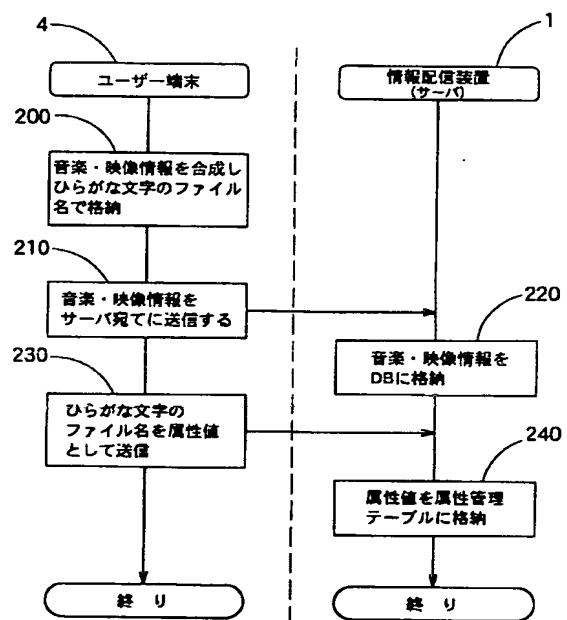 4
1
ユーザー端末
情報配信装置
(サーバ)
200
音楽・映像情報を合成し
ひらがな文字のファイル
名で格納
210
音楽・映像情報を
サーバ宛てに送信する
220
音楽・映像情報を
DBに格納
230
ひらがな文字の
ファイル名を属性値
として送信
240
属性値を属性管理
テーブルに格納
終り
終り